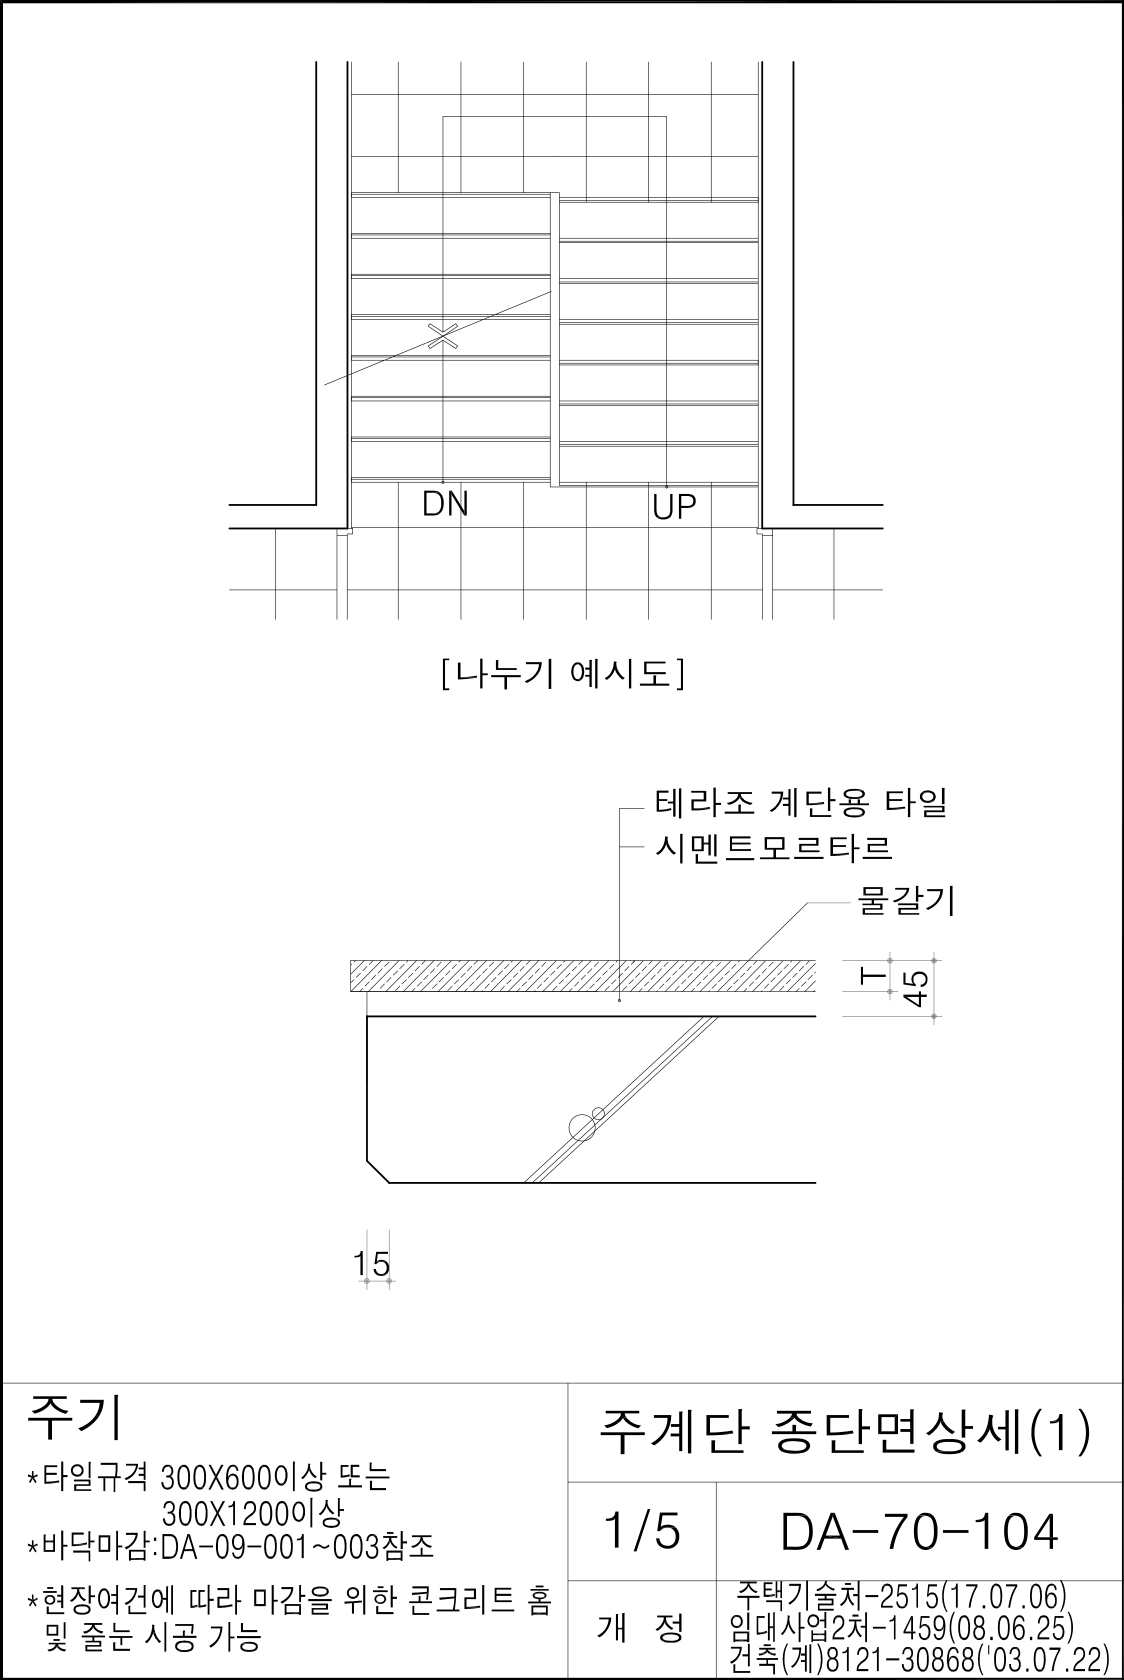 DN
UP
[나누기 예시도]
테라조 계단용 타일
시멘트모르타르
물갈기
T
45
15
주기
*타일규격 300X600이상 또는
300X1200이상
*바닥마감:DA-09-001~003참조
*현장여건에 따라 마감을 위한 콘크리트 홈
및 줄눈 시공 가능
주계단 종단면상세(1)
1/5
DA-70-104
개 정
주택기술처-2515(17.07.06)
임대사업2처-1459(08.06.25)
건축(계)8121-30868('03.07.22)